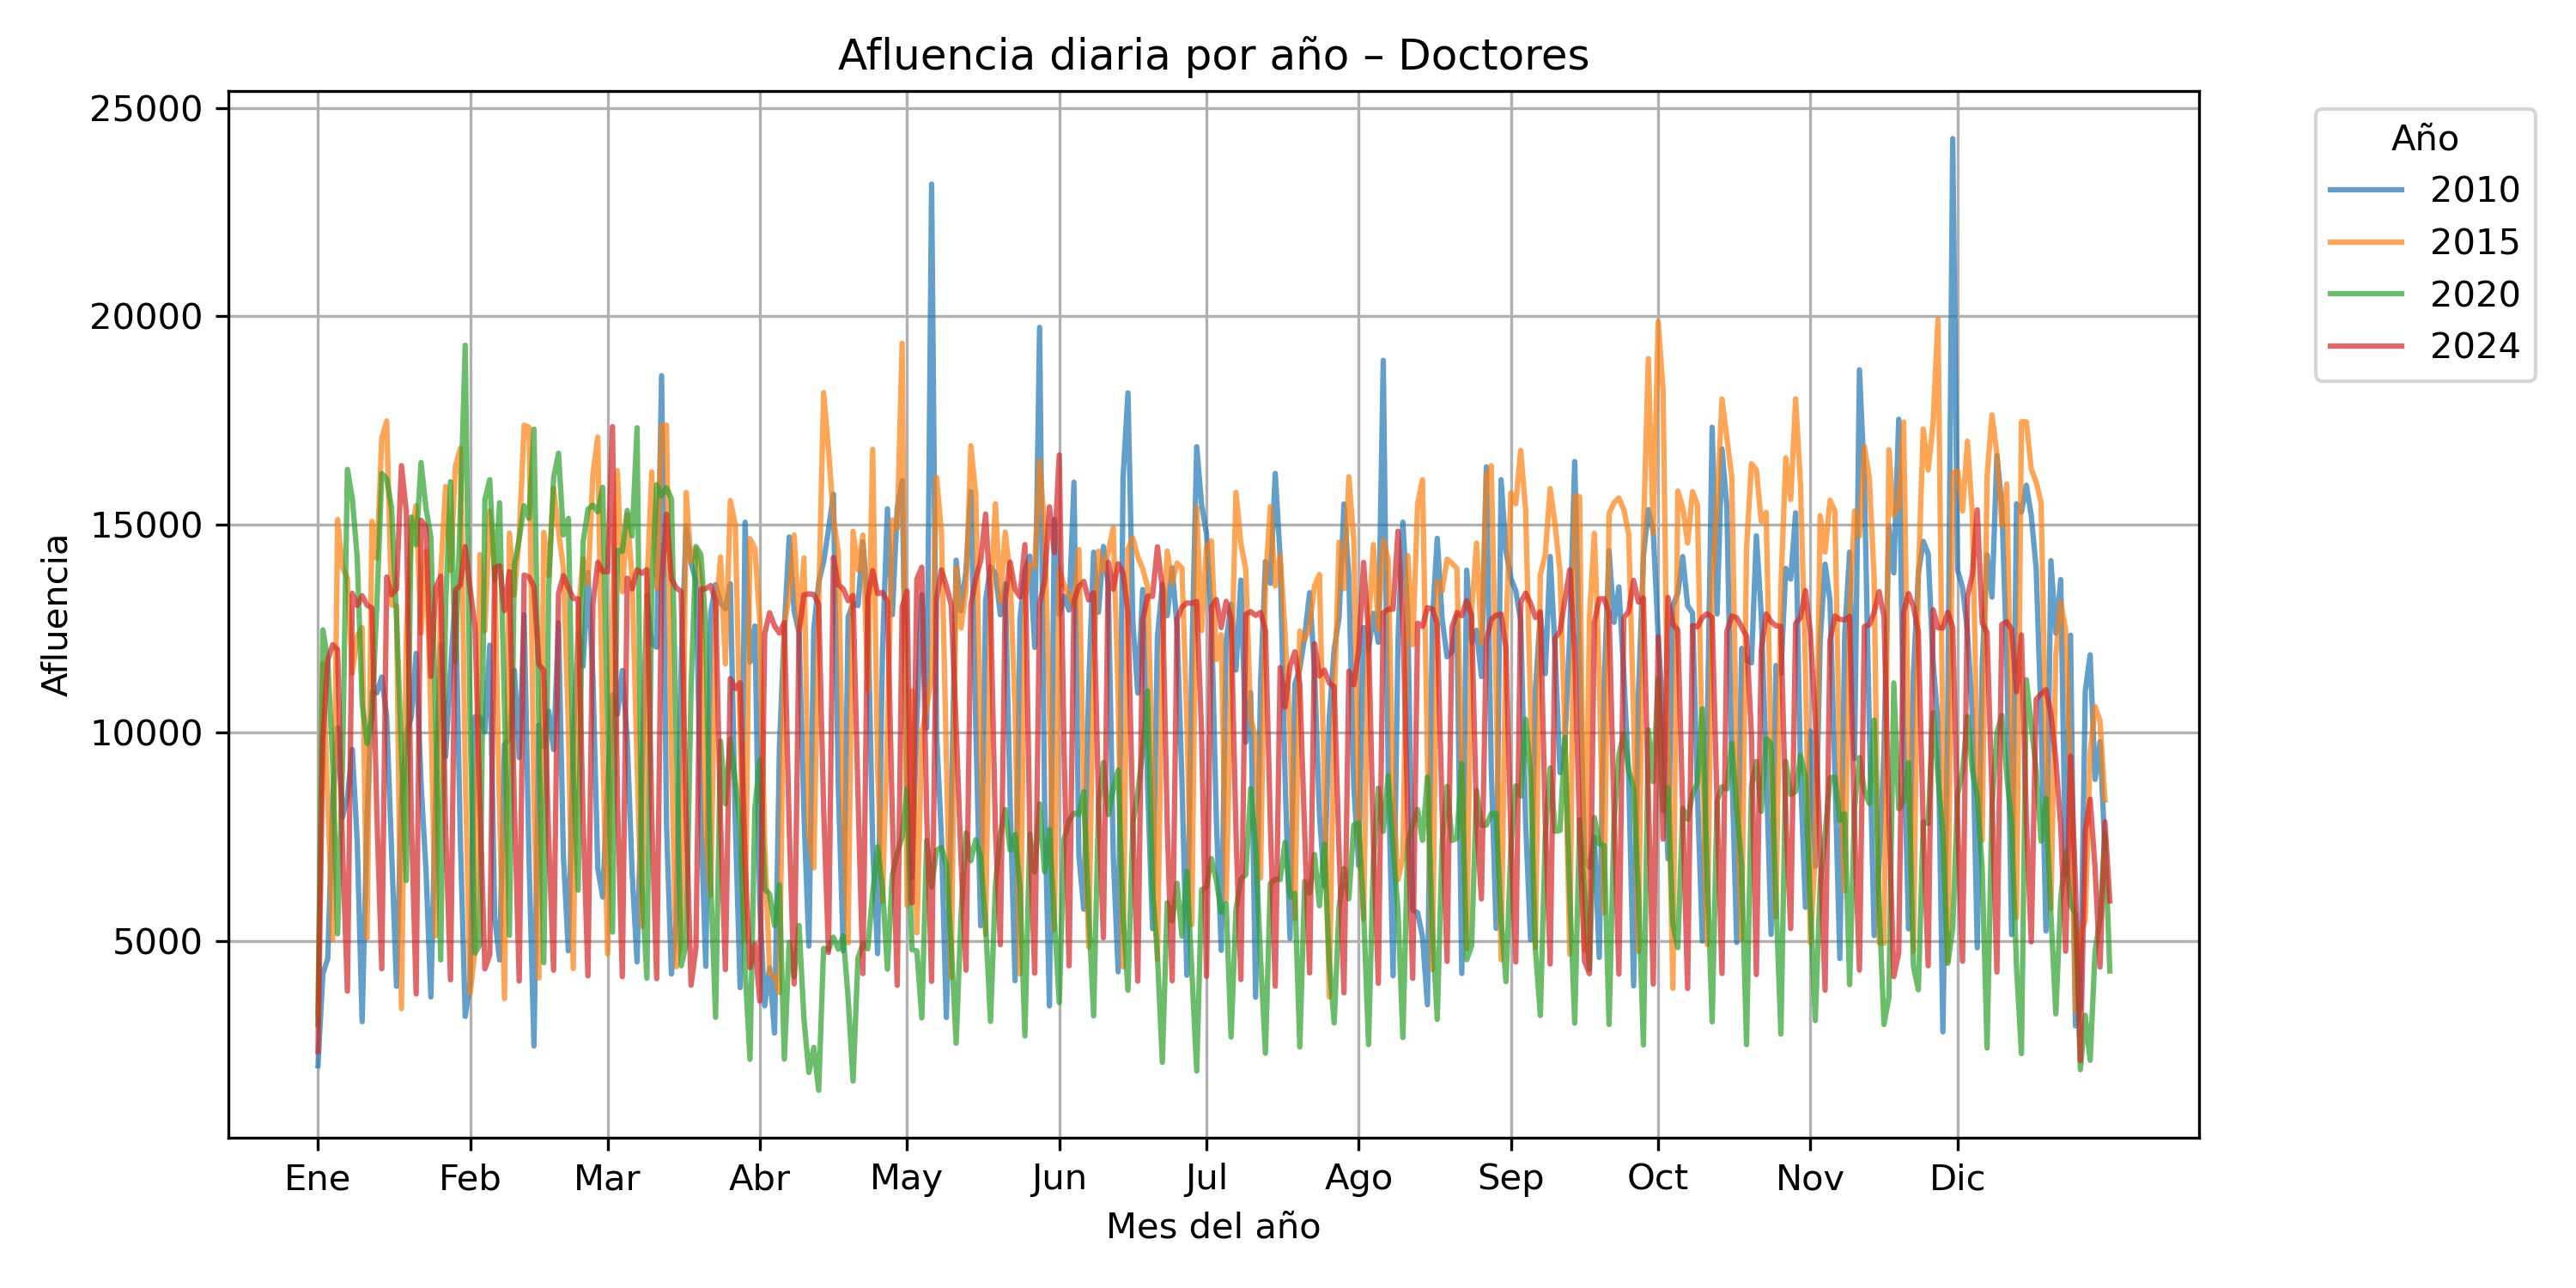 Afluencia diaria por año – Doctores
25000
20000
15000
10000
5000
Afluencia
Ene Feb Mar Abr May Jun Jul Ago Sep Oct Nov Dic
Mes del año
Año
2010
2015
2020
2024